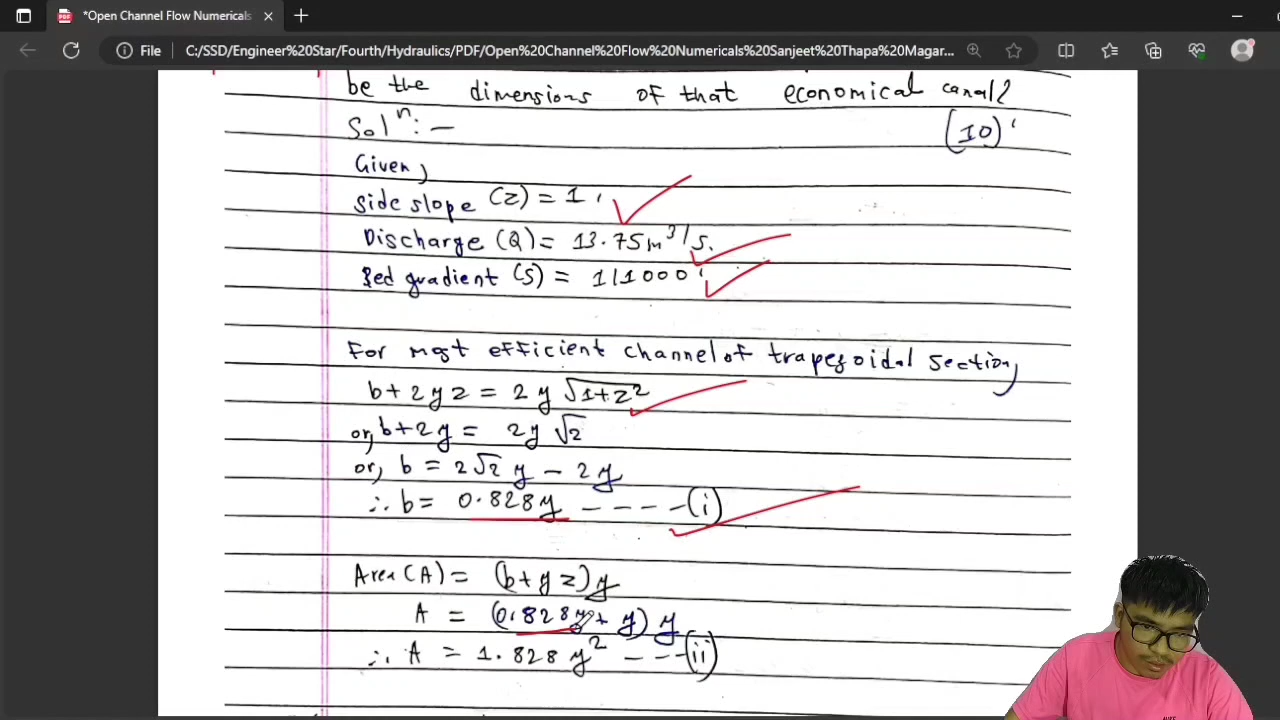 *Open Channel Flow Numericals
File C:/SSD/Engineer%20Star/Fourth/Hydraulics/PDF/Open%20Channel%20Flow%20Numericals%20Sanjeet%20Thapa%20Magar...
be the dimensions of that economical canal?
Solⁿ:- (10)
Given,
side slope (z) = 1
Discharge (Q) = 13.75m³/s.
Bed gradient (S) = 1/1000
For most efficient channel of trapezoidal section,
b+2yz = 2y√1+z²
or, b+2y = 2y√2
or, b = 2√2 y - 2y
∴ b = 0.828y ---- (i)
Area (A) = (b+yz)y
A = (0.828y + y) y
∴ A = 1.828 y² --- (ii)